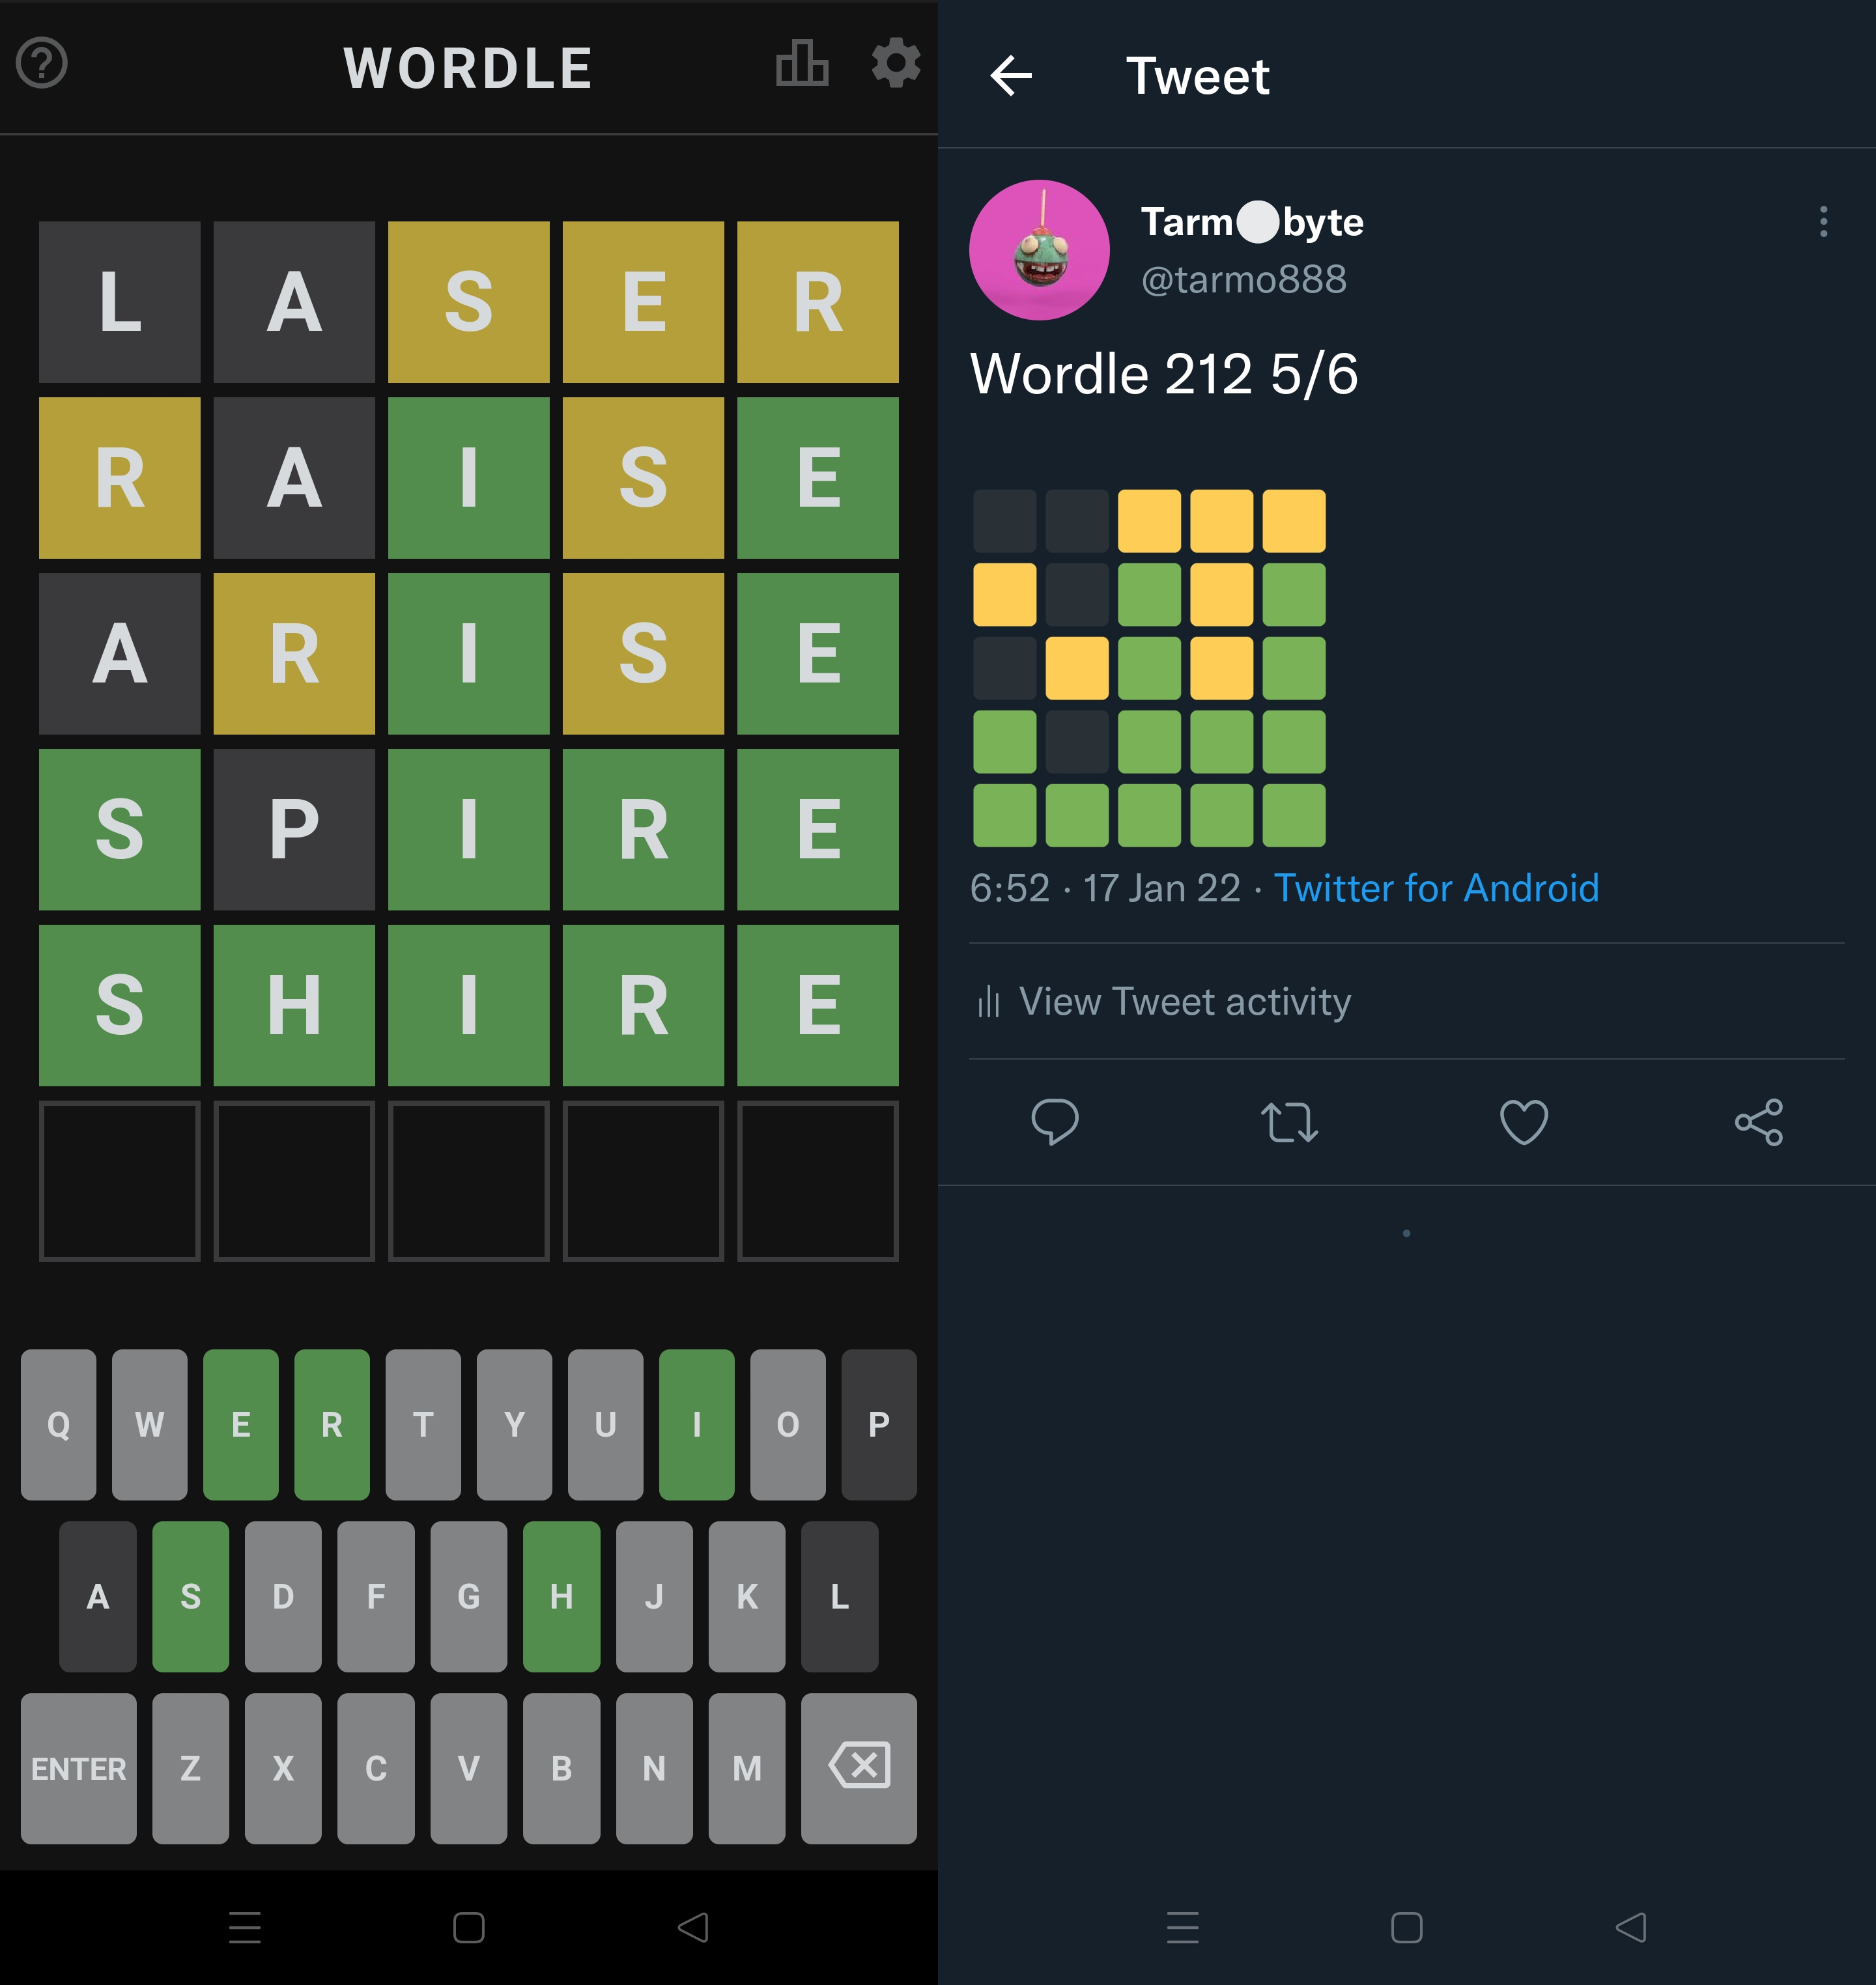 WORDLE
L A S E R
R A I S E
A R I S E
S P I R E
S H I R E
Q W E R T Y U I O P
A S D F G H J K L
ENTER Z X C V B N M
Tweet
Tarm⚪byte
@tarmo888
Wordle 212 5/6
6:52 · 17 Jan 22 · Twitter for Android
View Tweet activity